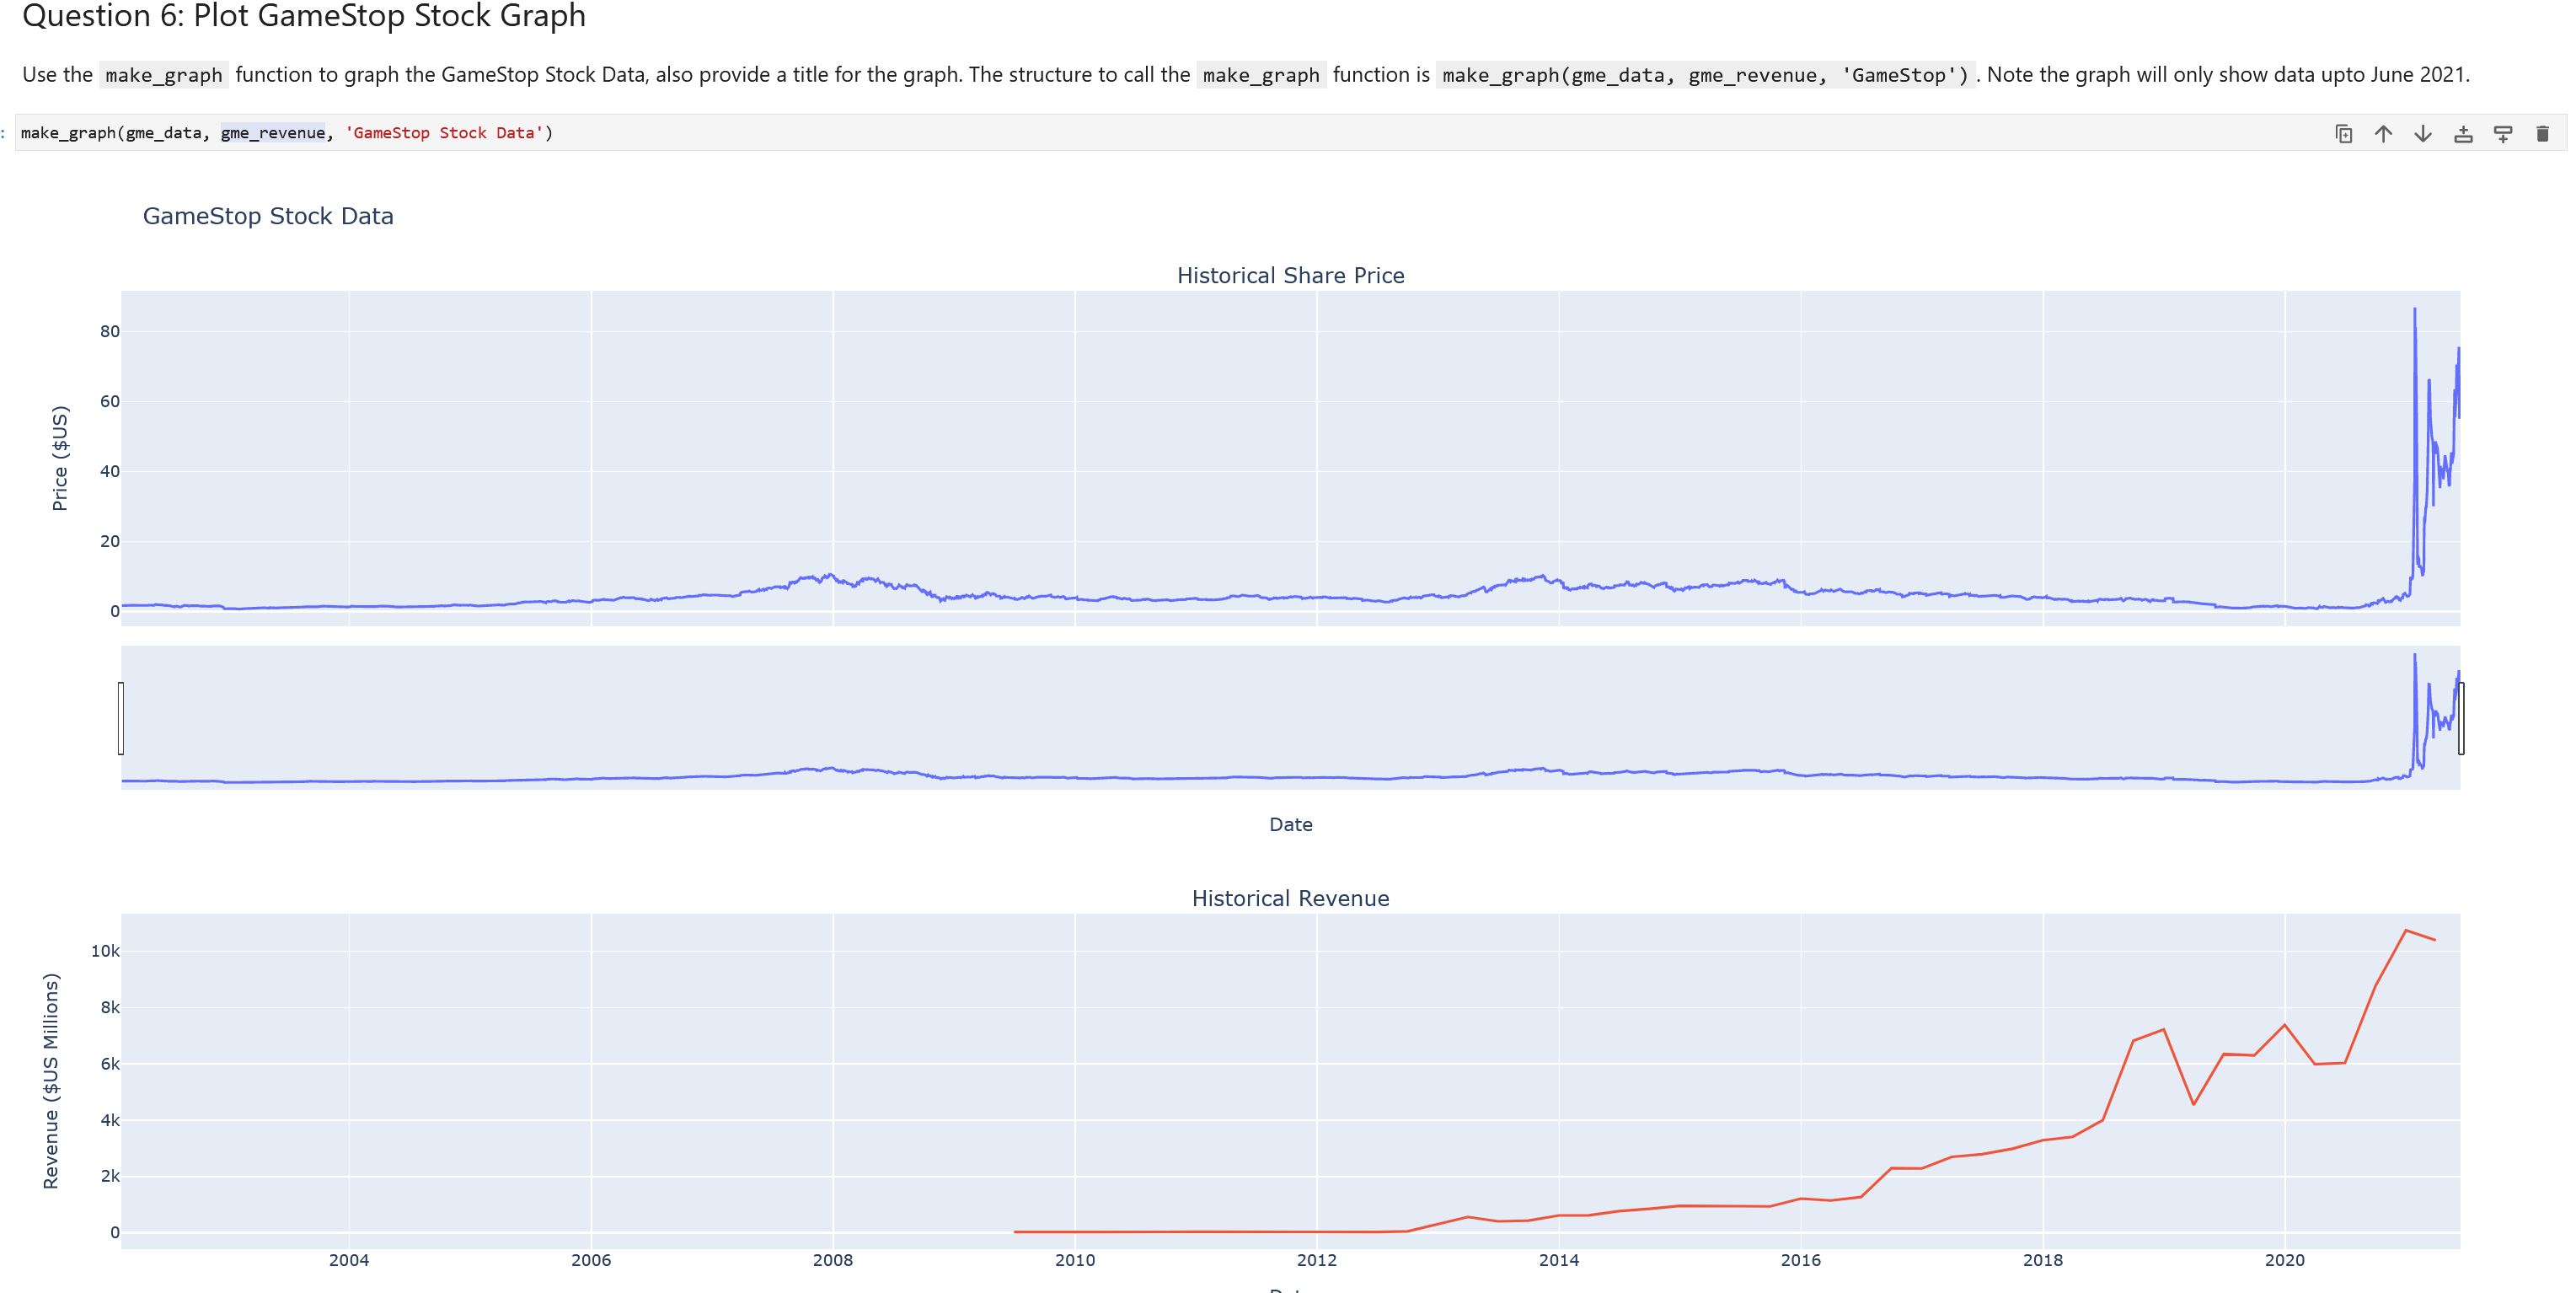 Question 6: Plot GameStop Stock Graph
Use the make_graph function to graph the GameStop Stock Data, also provide a title for the graph. The structure to call the make_graph function is make_graph(gme_data, gme_revenue, 'GameStop'). Note the graph will only show data upto June 2021.
: make_graph(gme_data, gme_revenue, 'GameStop Stock Data')
GameStop Stock Data
Historical Share Price
Price ($US)
80
60
40
20
0
Date
Historical Revenue
Revenue ($US Millions)
10k
8k
6k
4k
2k
0
2004 2006 2008 2010 2012 2014 2016 2018 2020